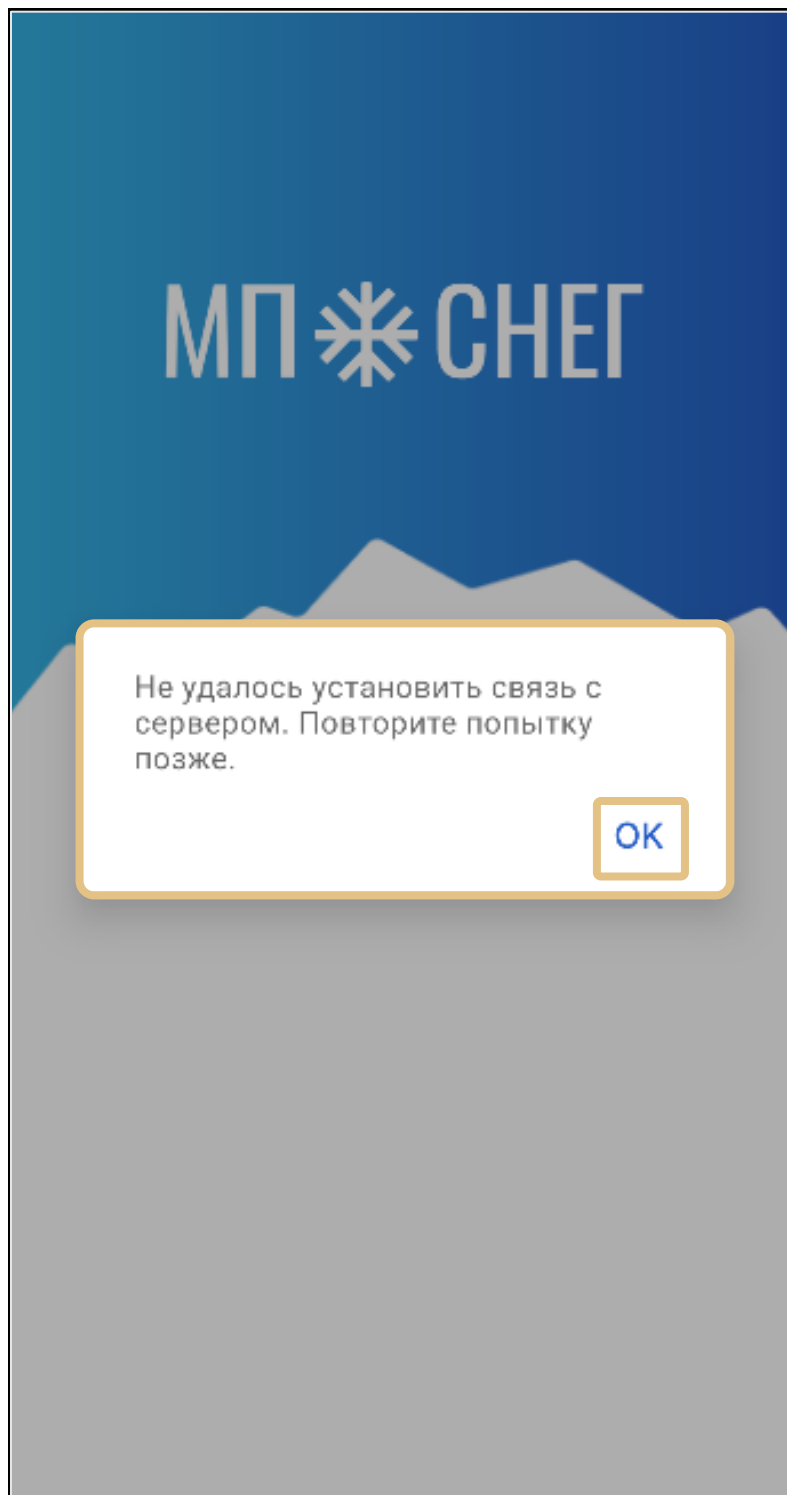 МП СНЕГ
Не удалось установить связь с
сервером. Повторите попытку
позже.
OK